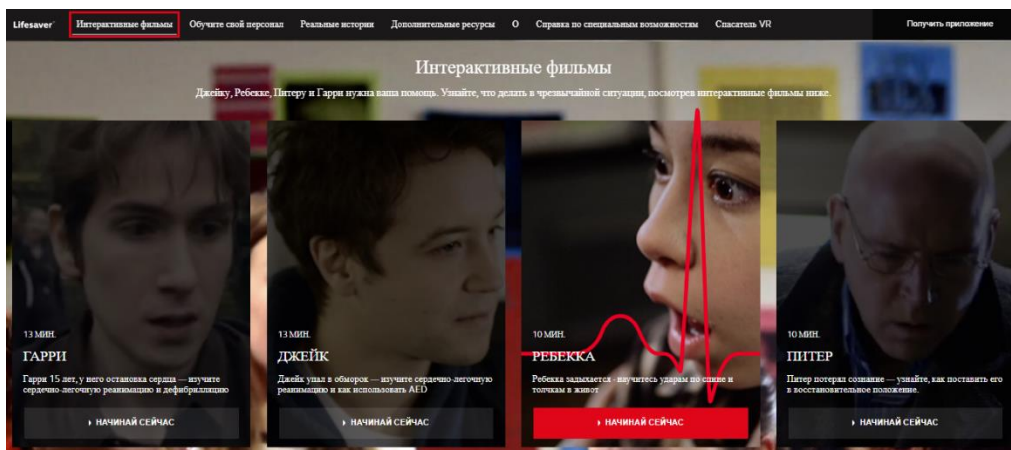 Lifesaver Интерактивные фильмы Обучите свой персонал Реальные истории Дополнительные ресурсы О Справка по специальным возможностям Спасатель VR Получить приложение
Интерактивные фильмы
Джейку, Ребекке, Питеру и Гарри нужна ваша помощь. Узнайте, что делать в чрезвычайной ситуации, посмотрев интерактивные фильмы ниже.
13 МИН.
ГАРРИ
Гарри 15 лет, у него остановка сердца — изучите
сердечно-легочную реанимацию и дефибрилляцию
НАЧИНАЙ СЕЙЧАС
13 МИН.
ДЖЕЙК
Джейк упал в обморок — изучите сердечно-легочную
реанимацию и как использовать AED
НАЧИНАЙ СЕЙЧАС
10 МИН.
РЕБЕККА
Ребекка задыхается - научитесь ударам по спине и
толчкам в живот
НАЧИНАЙ СЕЙЧАС
10 МИН.
ПИТЕР
Питер потерял сознание — узнайте, как поставить его
в восстановительное положение.
НАЧИНАЙ СЕЙЧАС